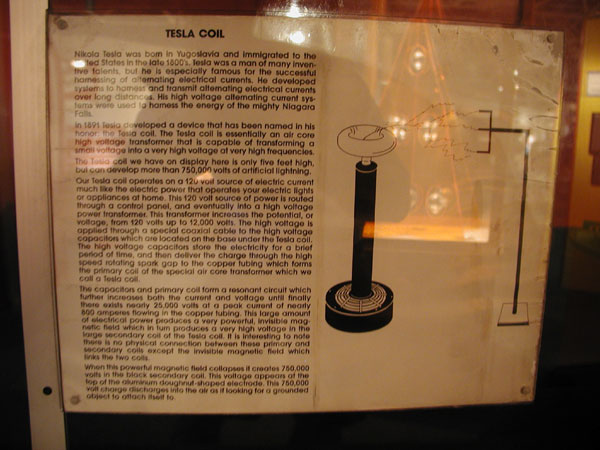 TESLA COIL
Nikola Tesla was born in Yugoslavia and immigrated to the
United States in the late 1800's. Tesla was a man of many inven-
tive talents, but he is especially famous for the successful
harnessing of alternating electrical currents. He developed
systems to harness and transmit alternating electrical currents
over long distances. His high voltage alternating current sys-
tems were used to harness the energy of the mighty Niagara
Falls.
In 1891 Tesla developed a device that has been named in his
honor: the Tesla coil. The Tesla coil is essentially an air core
high voltage transformer that is capable of transforming a
small voltage into a very high voltage at very high frequencies.
The Tesla coil we have on display here is only five feet high,
but can develop more than 750,000 volts of artificial lightning.
Our Tesla coil operates on a 120 volt source of electric current
much like the electric power that operates your electric lights
or appliances at home. This 120 volt source of power is routed
through a control panel, and eventually into a high voltage
power transformer. This transformer increases the potential, or
voltage, from 120 volts up to 12,000 volts. The high voltage is
applied through a special coaxial cable to the high voltage
capacitors which are located on the base under the Tesla coil.
The high voltage capacitors store the electricity for a brief
period of time, and then deliver the charge through the high
speed rotating spark gap to the copper tubing which forms
the primary coil of the special air core transformer which we
call a Tesla coil.
The capacitors and primary coil form a resonant circuit which
further increases both the current and voltage until finally
there exists nearly 25,000 volts at a peak current of nearly
800 amperes flowing in the copper tubing. This large amount
of electrical power produces a very powerful, invisible mag-
netic field which in turn produces a very high voltage in the
large secondary coil of the Tesla coil. It is interesting to note
there is no physical connection between these primary and
secondary coils except the invisible magnetic field which
links the two coils.
When this powerful magnetic field collapses it creates 750,000
volts in the black secondary coil. This voltage appears at the
top of the aluminum doughnut-shaped electrode. This 750,000
volt charge discharges into the air as if looking for a grounded
object to attach itself to.